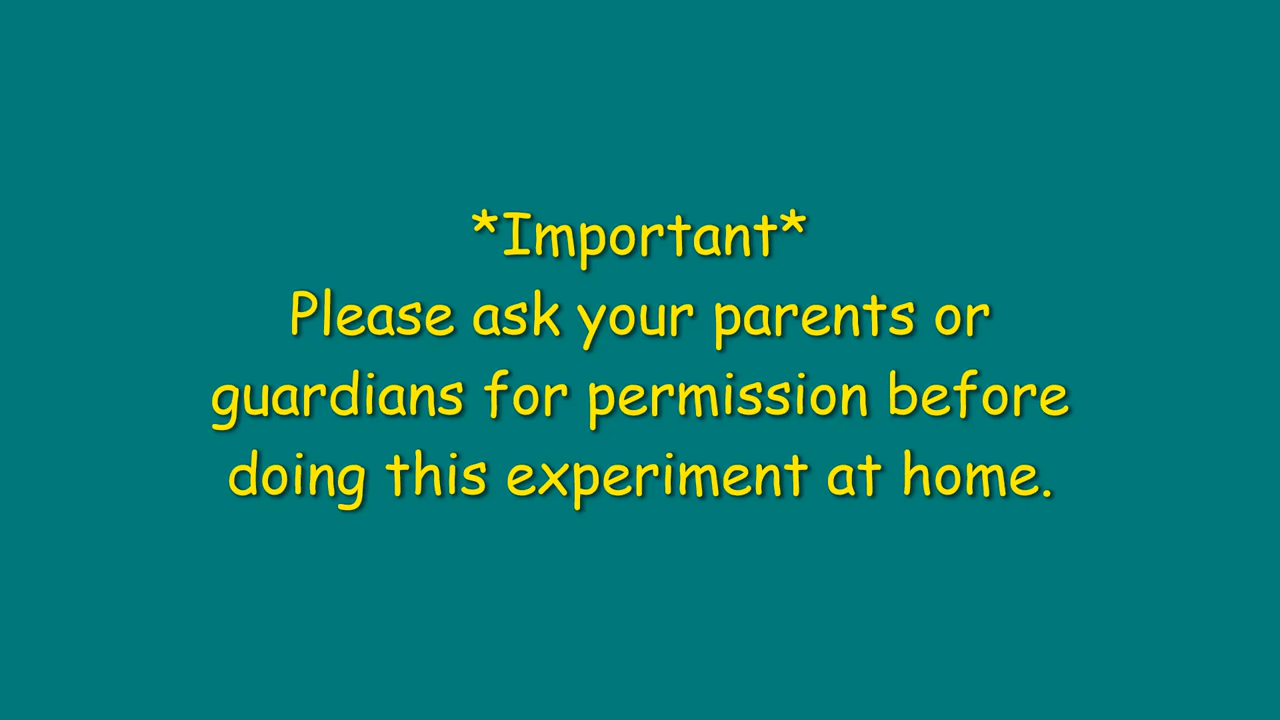 *Important*
Please ask your parents or
guardians for permission before
doing this experiment at home.